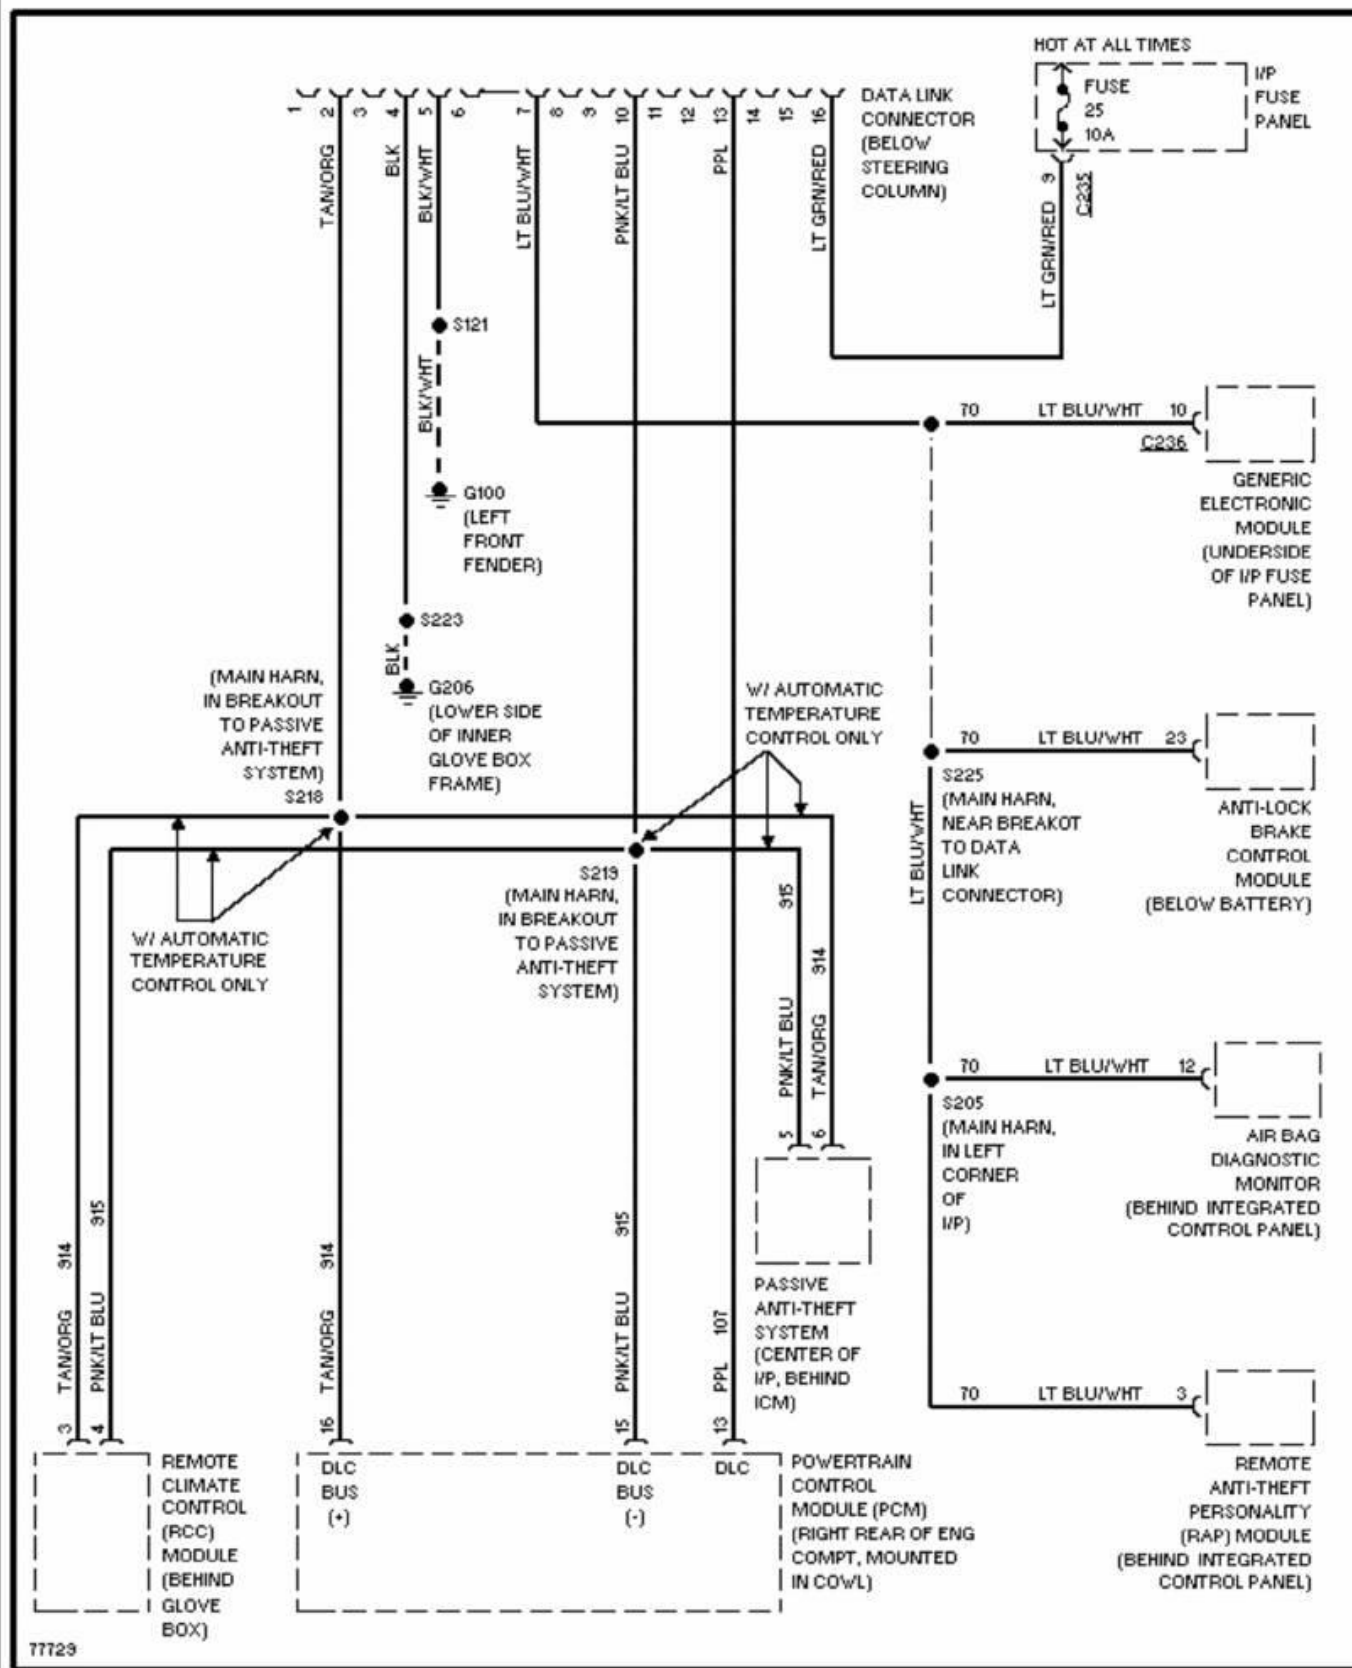 HOT AT ALL TIMES
FUSE
25
10A
I/P
FUSE
PANEL
9
C235
LT GRN/RED
1
2
3
4
5
6
7
8
9
10
11
12
13
14
15
16
DATA LINK
CONNECTOR
(BELOW
STEERING
COLUMN)
TAN/ORG
BLK
BLK/WHT
LT BLU/WHT
PNK/LT BLU
PPL
LT GRN/RED
S121
BLK/WHT
G100
(LEFT
FRONT
FENDER)
S223
BLK
G206
(LOWER SIDE
OF INNER
GLOVE BOX
FRAME)
70 LT BLU/WHT 10
C236
GENERIC
ELECTRONIC
MODULE
(UNDERSIDE
OF I/P FUSE
PANEL)
(MAIN HARN,
IN BREAKOUT
TO PASSIVE
ANTI-THEFT
SYSTEM)
S218
W/ AUTOMATIC
TEMPERATURE
CONTROL ONLY
70 LT BLU/WHT 23
S225
(MAIN HARN,
NEAR BREAKOT
TO DATA
LINK
CONNECTOR)
LT BLU/WHT
ANTI-LOCK
BRAKE
CONTROL
MODULE
(BELOW BATTERY)
S219
(MAIN HARN,
IN BREAKOUT
TO PASSIVE
ANTI-THEFT
SYSTEM)
W/ AUTOMATIC
TEMPERATURE
CONTROL ONLY
915
914
PNK/LT BLU
TAN/ORG
5
6
70 LT BLU/WHT 12
S205
(MAIN HARN,
IN LEFT
CORNER
OF
I/P)
AIR BAG
DIAGNOSTIC
MONITOR
(BEHIND INTEGRATED
CONTROL PANEL)
PASSIVE
ANTI-THEFT
SYSTEM
(CENTER OF
I/P, BEHIND
ICM)
3 TAN/ORG 914
4 PNK/LT BLU 915
16 TAN/ORG 914
15 PNK/LT BLU 915
13 PPL 107
70 LT BLU/WHT 3
REMOTE
ANTI-THEFT
PERSONALITY
(RAP) MODULE
(BEHIND INTEGRATED
CONTROL PANEL)
REMOTE
CLIMATE
CONTROL
(RCC)
MODULE
(BEHIND
GLOVE
BOX)
DLC
BUS
(+)
DLC
BUS
(-)
DLC
POWERTRAIN
CONTROL
MODULE (PCM)
(RIGHT REAR OF ENG
COMPT, MOUNTED
IN COWL)
77729